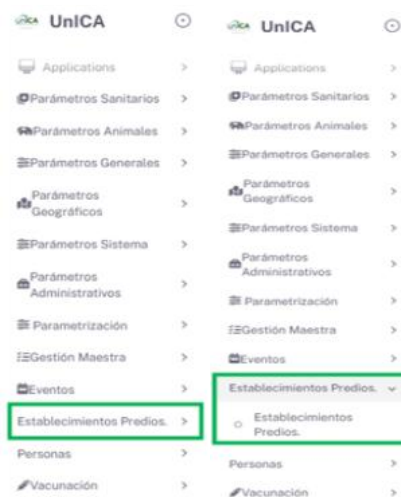 UnICA
Applications
Parámetros Sanitarios
Parámetros Animales
Parámetros Generales
Parámetros
Geográficos
Parámetros Sistema
Parámetros
Administrativos
Parametrización
Gestión Maestra
Eventos
Establecimientos Predios.
Personas
Vacunación
UnICA
Applications
Parámetros Sanitarios
Parámetros Animales
Parámetros Generales
Parámetros
Geográficos
Parámetros Sistema
Parámetros
Administrativos
Parametrización
Gestión Maestra
Eventos
Establecimientos Predios.
Establecimientos
Predios.
Personas
Vacunación